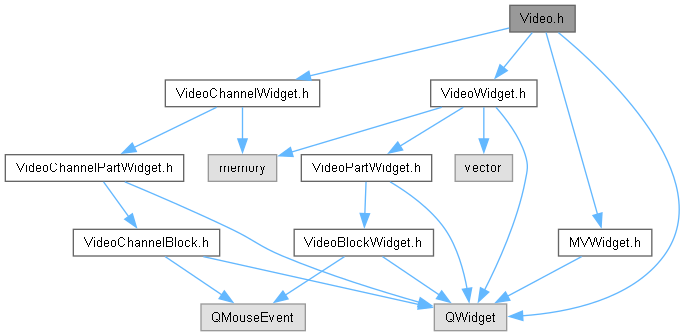 Video.h
VideoChannelWidget.h
VideoWidget.h
VideoChannelPartWidget.h
memory
VideoPartWidget.h
vector
VideoChannelBlock.h
VideoBlockWidget.h
MVWidget.h
QMouseEvent
QWidget